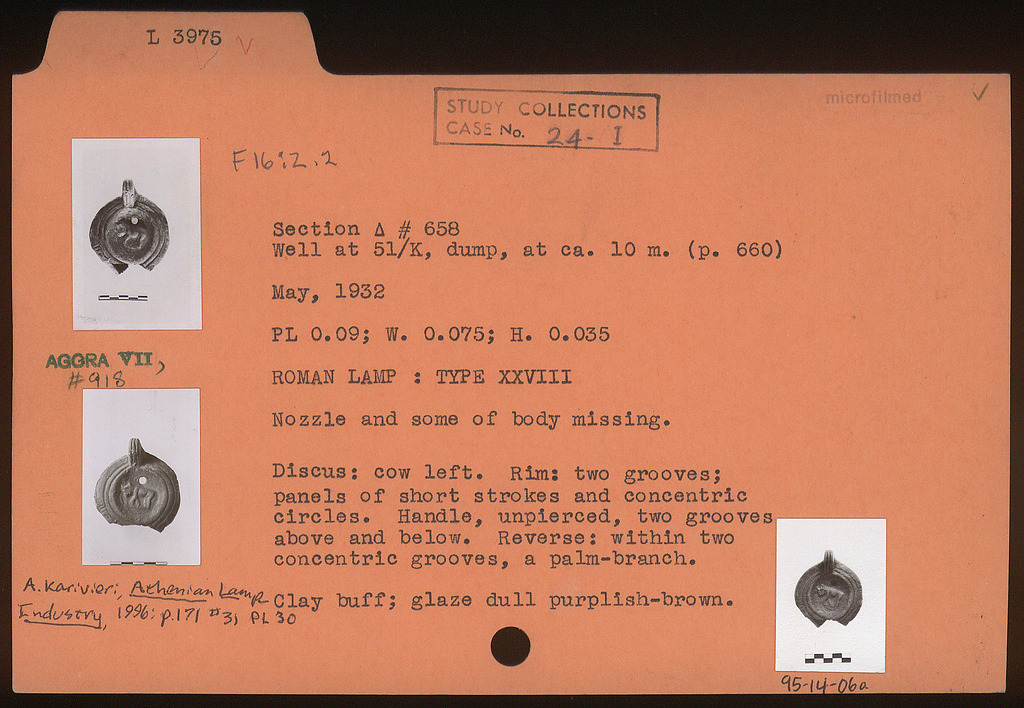 L 3975 V
microfilmed ✓
STUDY COLLECTIONS
CASE No. 24-I
F16:2.2
Section Δ # 658
Well at 51/K, dump, at ca. 10 m. (p. 660)
May, 1932
PL 0.09; W. 0.075; H. 0.035
AGORA VII,
#918
ROMAN LAMP : TYPE XXVIII
Nozzle and some of body missing.
Discus: cow left. Rim: two grooves;
panels of short strokes and concentric
circles. Handle, unpierced, two grooves
above and below. Reverse: within two
concentric grooves, a palm-branch.
A. Karivieri, Athenian Lamp
Industry, 1996: p.171 #31 PL 30
Clay buff; glaze dull purplish-brown.
95-14-06a